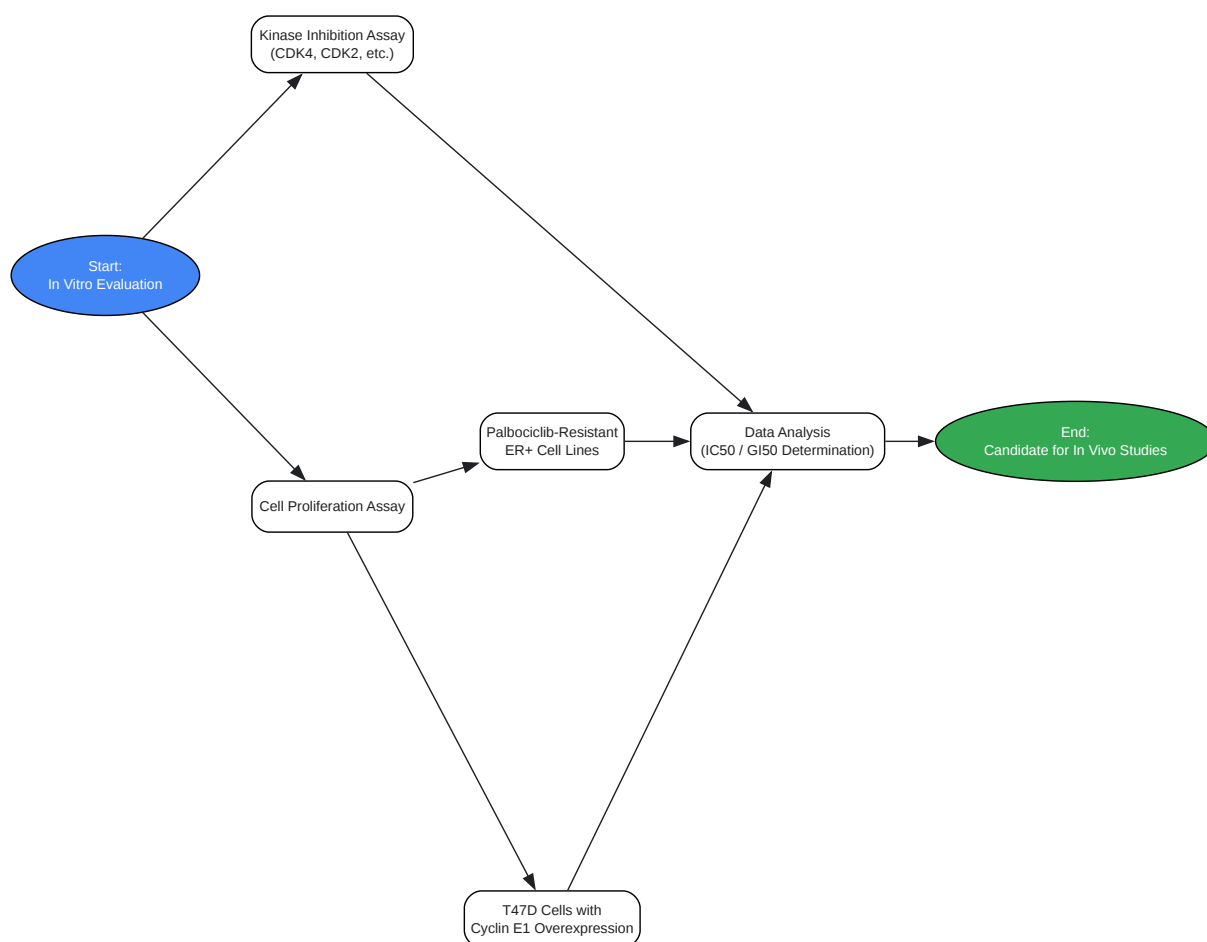 Kinase Inhibition Assay
(CDK4, CDK2, etc.)
Start:
In Vitro Evaluation
Palbociclib-Resistant
ER+ Cell Lines
Data Analysis
(IC50 / GI50 Determination)
End:
Candidate for In Vivo Studies
Cell Proliferation Assay
T47D Cells with
Cyclin E1 Overexpression